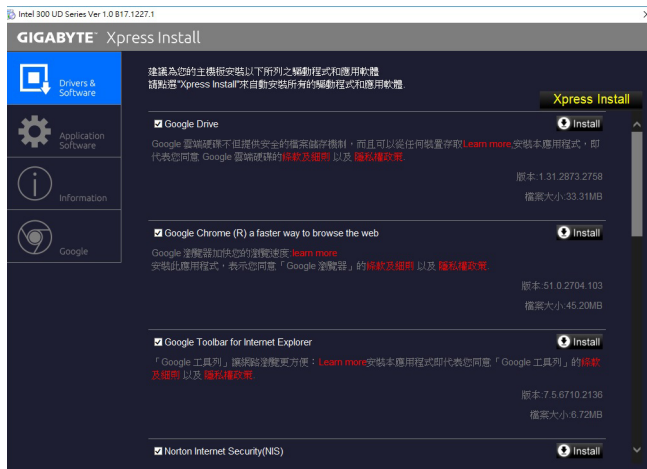 Intel 300 UD Series Ver 1.0 B17.1227.1
GIGABYTE™ Xpress Install
Drivers & Software
Application Software
Information
Google
建議為您的主機板安裝以下所列之驅動程式和應用軟體
請點選"Xpress Install"來自動安裝所有的驅動程式和應用軟體.
Xpress Install
Google Drive
Install
Google 雲端硬碟不但提供安全的檔案儲存機制，而且可以從任何裝置存取Learn more,安裝本應用程式，即
代表您同意 Google 雲端硬碟的條款及細則 以及 隱私權政策.
版本:1.31.2873.2758
檔案大小:33.31MB
Google Chrome (R) a faster way to browse the web
Install
Google 瀏覽器加快您的瀏覽速度:learn more
安裝此應用程式，表示您同意「Google 瀏覽器」的條款及細則 以及 隱私權政策.
版本:51.0.2704.103
檔案大小:45.20MB
Google Toolbar for Internet Explorer
Install
「Google 工具列」讓網路瀏覽更方便：Learn more安裝本應用程式即代表您同意「Google 工具列」的條款
及細則 以及 隱私權政策.
版本:7.5.6710.2136
檔案大小:6.72MB
Norton Internet Security(NIS)
Install